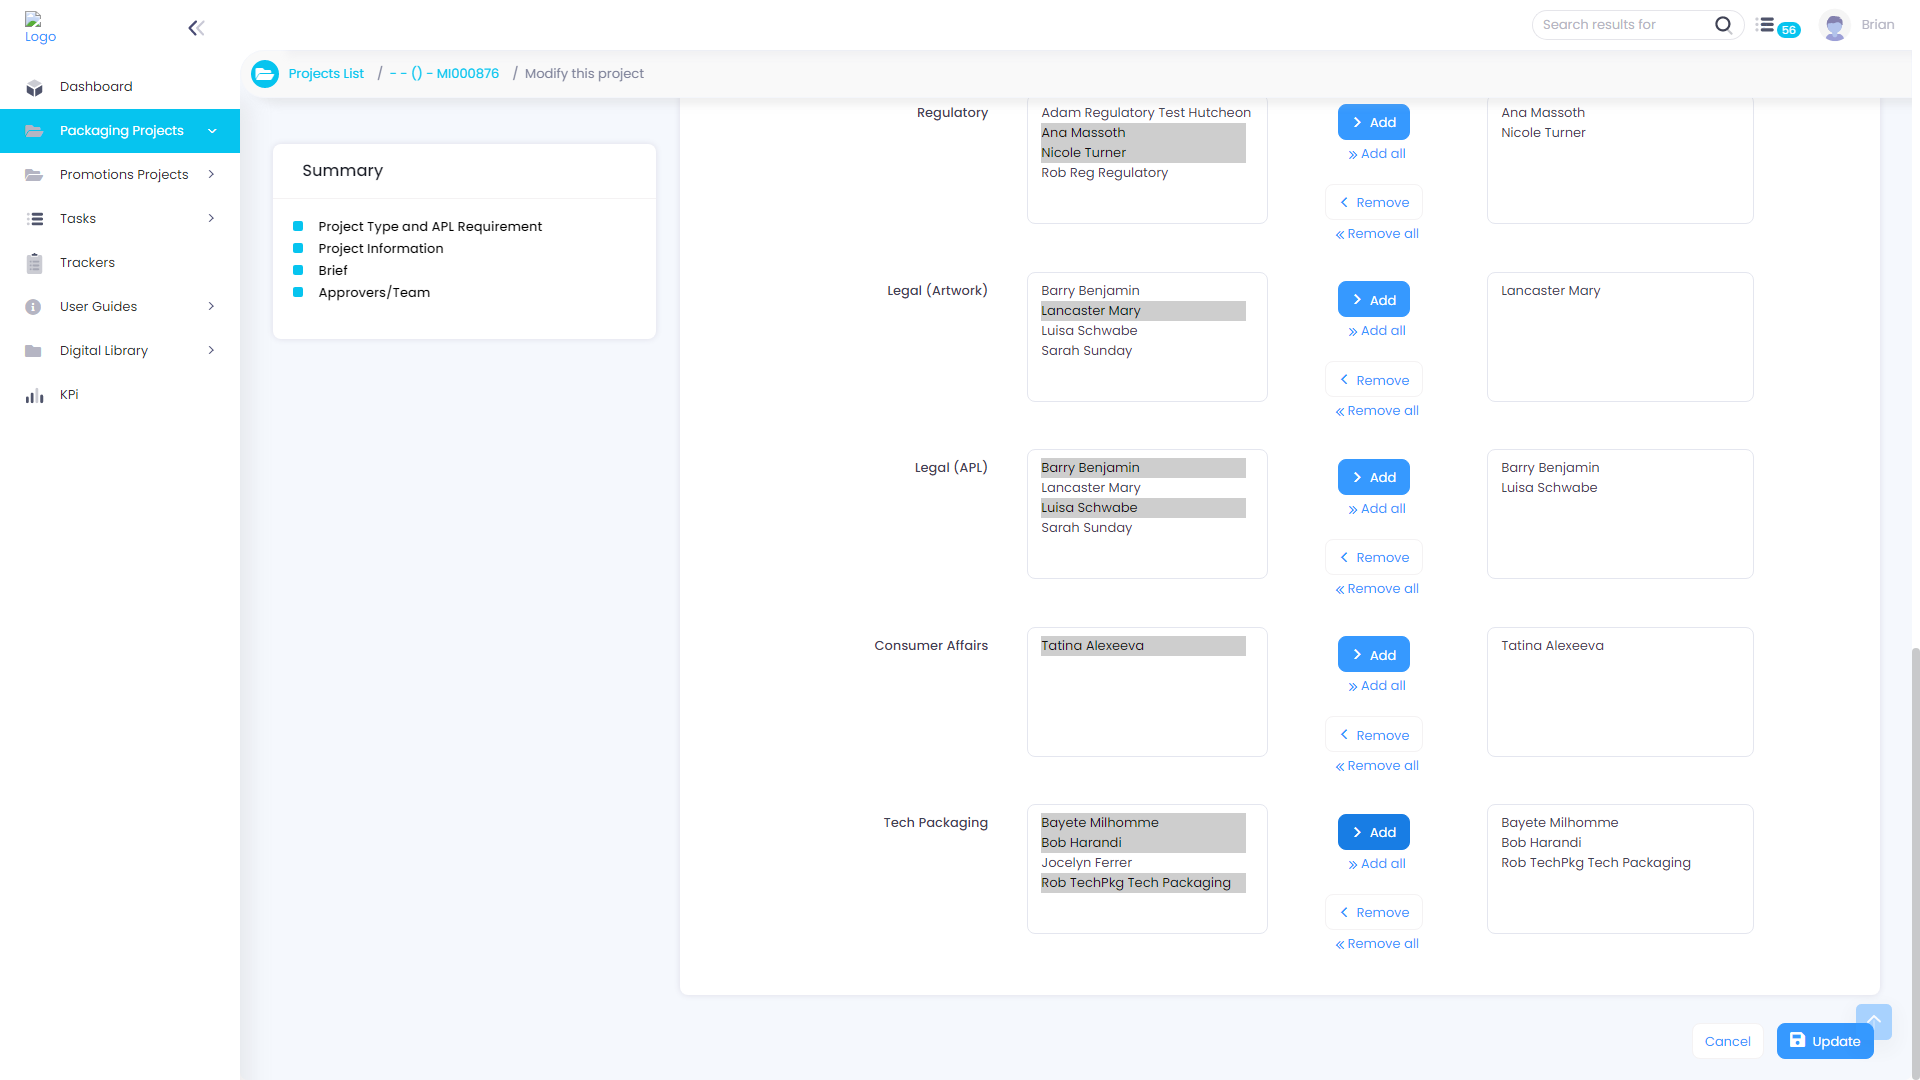 Logo
Search results for
56
Brian
Projects List / - - () - MI000876 / Modify this project
Dashboard
Packaging Projects
Promotions Projects
Tasks
Trackers
User Guides
Digital Library
KPi
Summary
Project Type and APL Requirement
Project Information
Brief
Approvers/Team
Regulatory
Adam Regulatory Test Hutcheon
Ana Massoth
Nicole Turner
Rob Reg Regulatory
Add
Add all
Remove
Remove all
Ana Massoth
Nicole Turner
Legal (Artwork)
Barry Benjamin
Lancaster Mary
Luisa Schwabe
Sarah Sunday
Add
Add all
Remove
Remove all
Lancaster Mary
Legal (APL)
Barry Benjamin
Lancaster Mary
Luisa Schwabe
Sarah Sunday
Add
Add all
Remove
Remove all
Barry Benjamin
Luisa Schwabe
Consumer Affairs
Tatina Alexeeva
Add
Add all
Remove
Remove all
Tatina Alexeeva
Tech Packaging
Bayete Milhomme
Bob Harandi
Jocelyn Ferrer
Rob TechPkg Tech Packaging
Add
Add all
Remove
Remove all
Bayete Milhomme
Bob Harandi
Rob TechPkg Tech Packaging
Cancel
Update